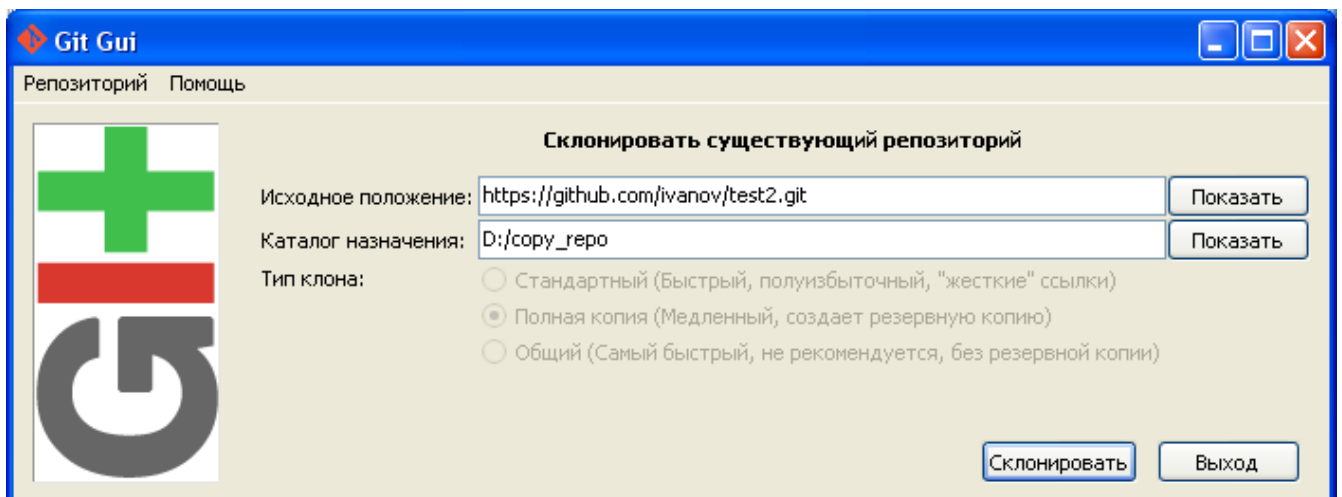 Git Gui
Репозиторий Помощь
Склонировать существующий репозиторий
Исходное положение: https://github.com/ivanov/test2.git Показать
Каталог назначения: D:/copy_repo Показать
Тип клона: Стандартный (Быстрый, полуизбыточный, "жесткие" ссылки)
Полная копия (Медленный, создает резервную копию)
Общий (Самый быстрый, не рекомендуется, без резервной копии)
Склонировать Выход